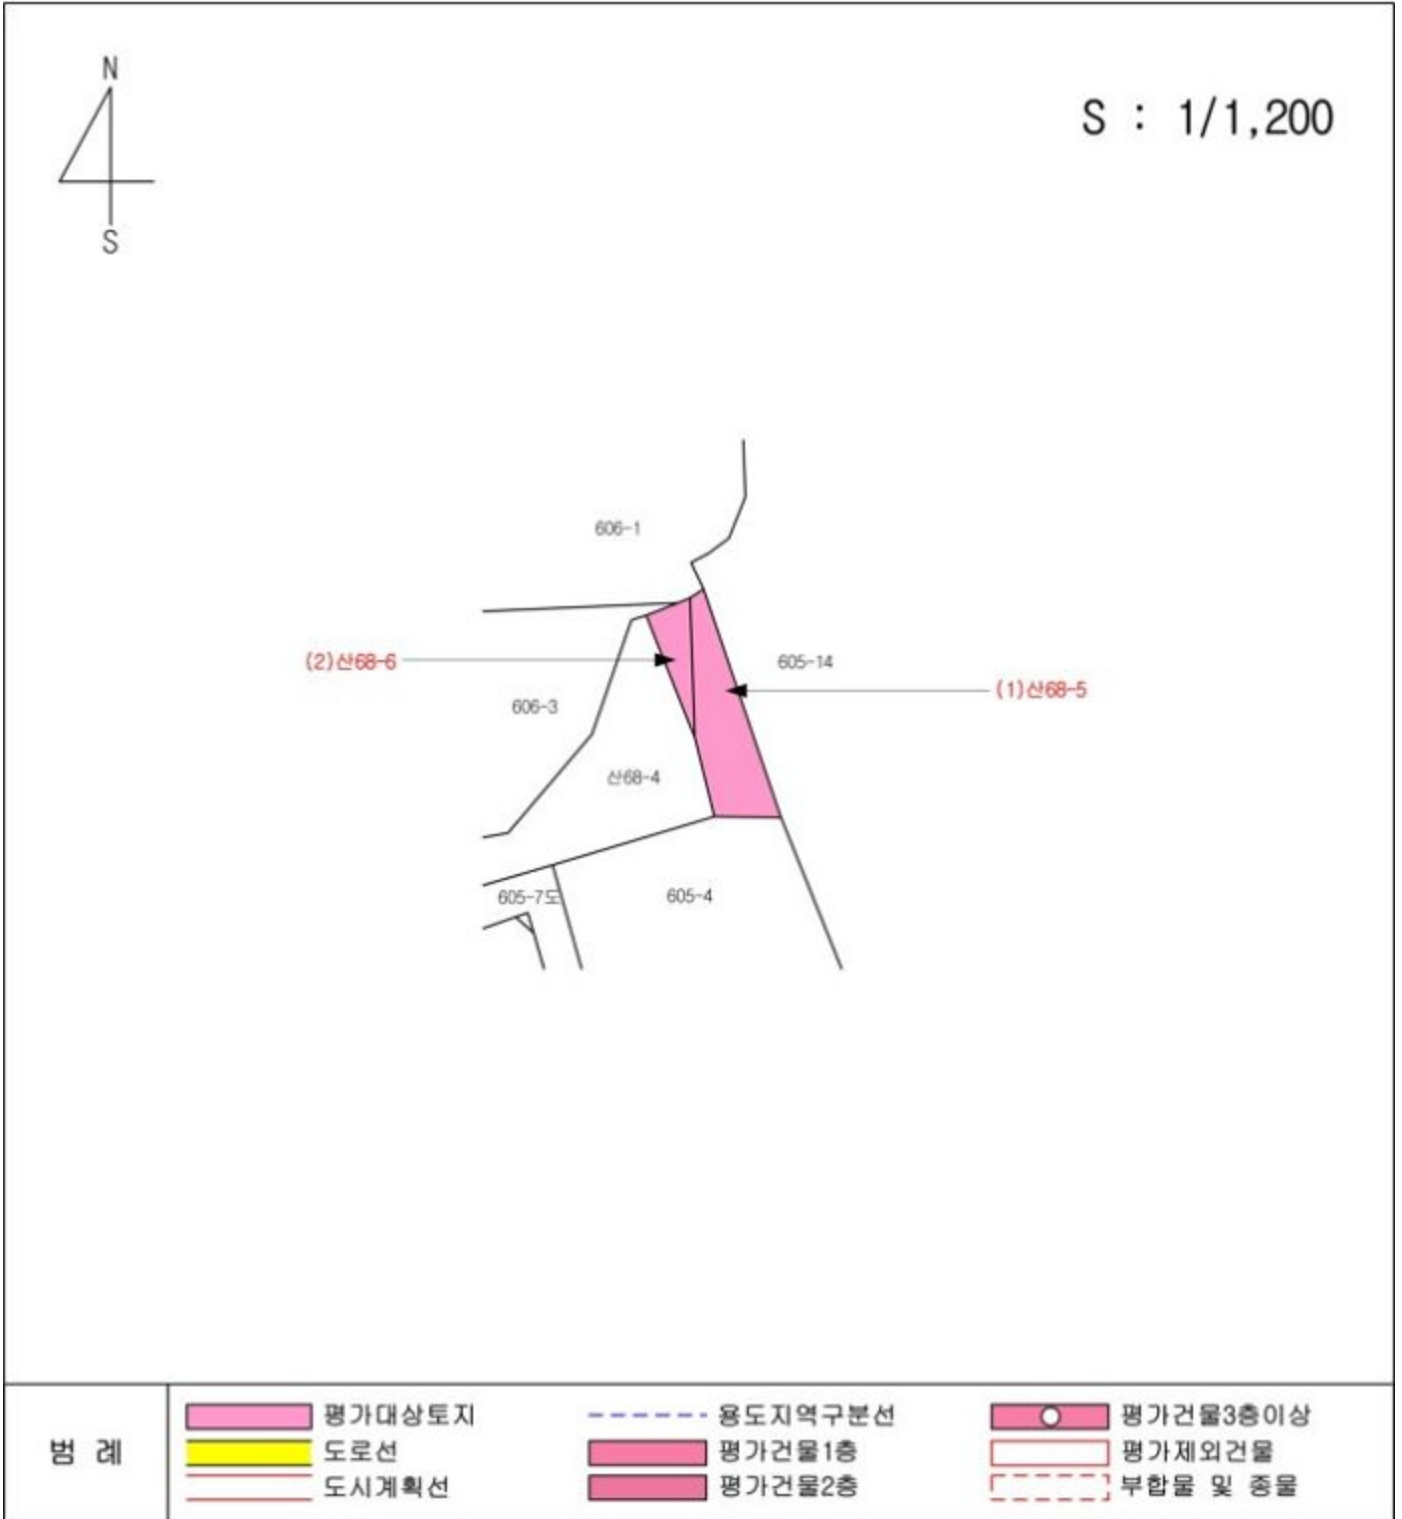 N
S : 1/1,200
S
606-1
(2)산68-6
605-14
(1)산68-5
606-3
산68-4
605-7도
605-4
범 례
평가대상토지
용도지역구분선
평가건물3층이상
도로선
평가건물1층
평가제외건물
도시계획선
평가건물2층
부합물 및 종물